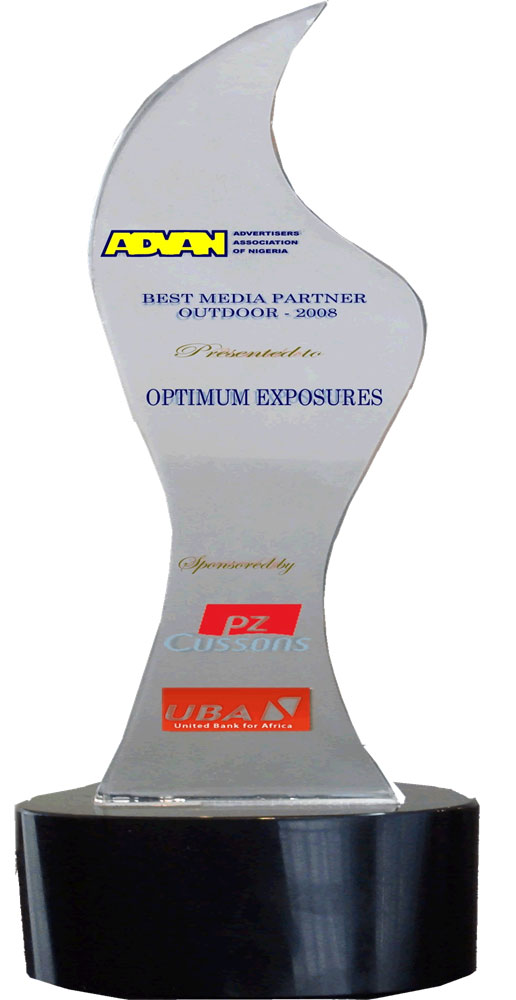 ADVAN
ADVERTISERS
ASSOCIATION
OF NIGERIA
BEST MEDIA PARTNER
OUTDOOR - 2008
Presented to
OPTIMUM EXPOSURES
Sponsored by
PZ
Cussons
UBA
United Bank for Africa